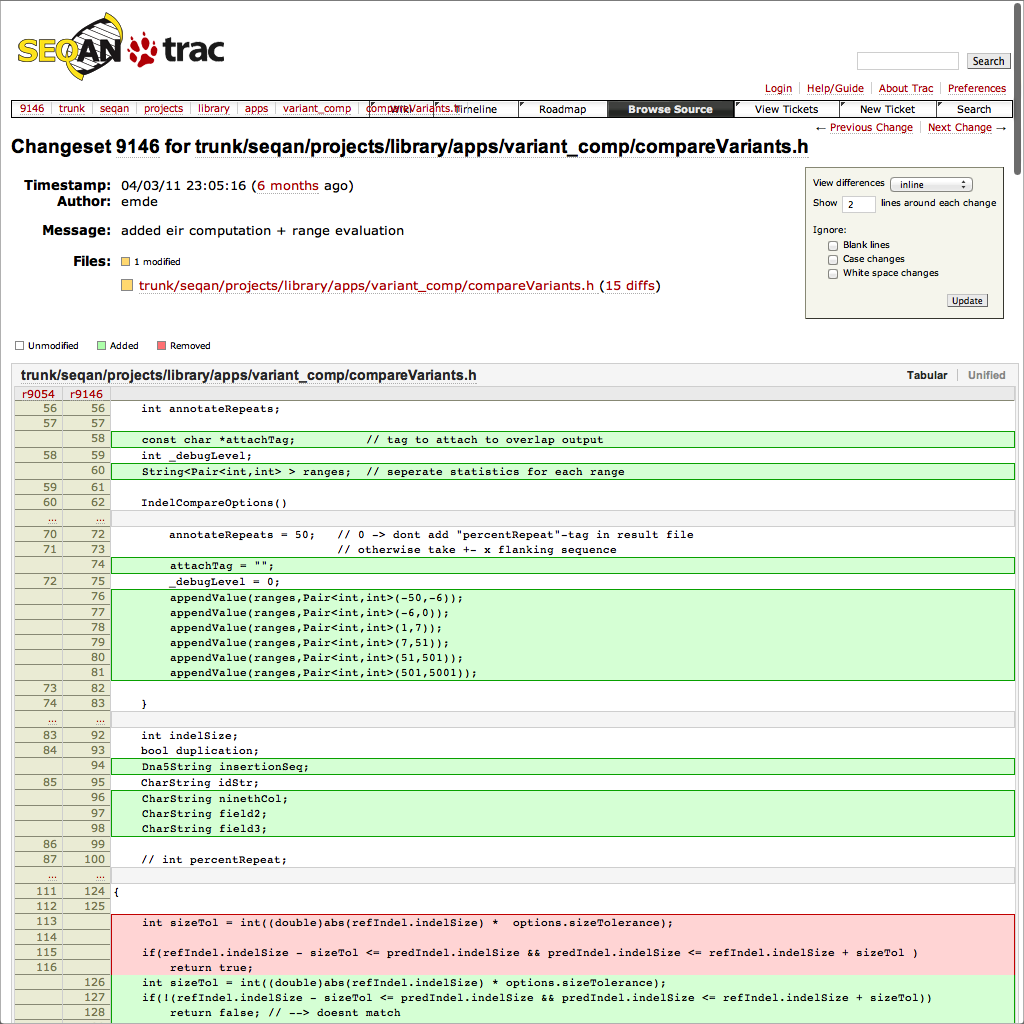 SEQAN trac
Search
Login Help/Guide About Trac Preferences
9146 trunk seqan projects library apps variant_comp compareVariants.h Wiki Timeline Roadmap Browse Source View Tickets New Ticket Search
← Previous Change Next Change →
Changeset 9146 for trunk/seqan/projects/library/apps/variant_comp/compareVariants.h
View differences inline
Show 2 lines around each change
Ignore:
Blank lines
Case changes
White space changes
Update
Timestamp: 04/03/11 23:05:16 (6 months ago)
Author: emde
Message: added eir computation + range evaluation
Files: 1 modified
trunk/seqan/projects/library/apps/variant_comp/compareVariants.h (15 diffs)
Unmodified Added Removed
trunk/seqan/projects/library/apps/variant_comp/compareVariants.h Tabular Unified
r9054 r9146
56 56 int annotateRepeats;
57 57
58 const char *attachTag; // tag to attach to overlap output
58 59 int _debugLevel;
60 String<Pair<int,int> > ranges; // seperate statistics for each range
59 61
60 62 IndelCompareOptions()
… …
70 72 annotateRepeats = 50; // 0 -> dont add "percentRepeat"-tag in result file
71 73 // otherwise take +- x flanking sequence
74 attachTag = "";
72 75 _debugLevel = 0;
76 appendValue(ranges,Pair<int,int>(-50,-6));
77 appendValue(ranges,Pair<int,int>(-6,0));
78 appendValue(ranges,Pair<int,int>(1,7));
79 appendValue(ranges,Pair<int,int>(7,51));
80 appendValue(ranges,Pair<int,int>(51,501));
81 appendValue(ranges,Pair<int,int>(501,5001));
73 82
74 83 }
… …
83 92 int indelSize;
84 93 bool duplication;
94 Dna5String insertionSeq;
85 95 CharString idStr;
96 CharString ninethCol;
97 CharString field2;
98 CharString field3;
86 99
87 100 // int percentRepeat;
… …
111 124 {
112 125
113 int sizeTol = int((double)abs(refIndel.indelSize) * options.sizeTolerance);
114
115 if(refIndel.indelSize - sizeTol <= predIndel.indelSize && predIndel.indelSize <= refIndel.indelSize + sizeTol )
116 return true;
126 int sizeTol = int((double)abs(refIndel.indelSize) * options.sizeTolerance);
127 if(!(refIndel.indelSize - sizeTol <= predIndel.indelSize && predIndel.indelSize <= refIndel.indelSize + sizeTol))
128 return false; // --> doesnt match